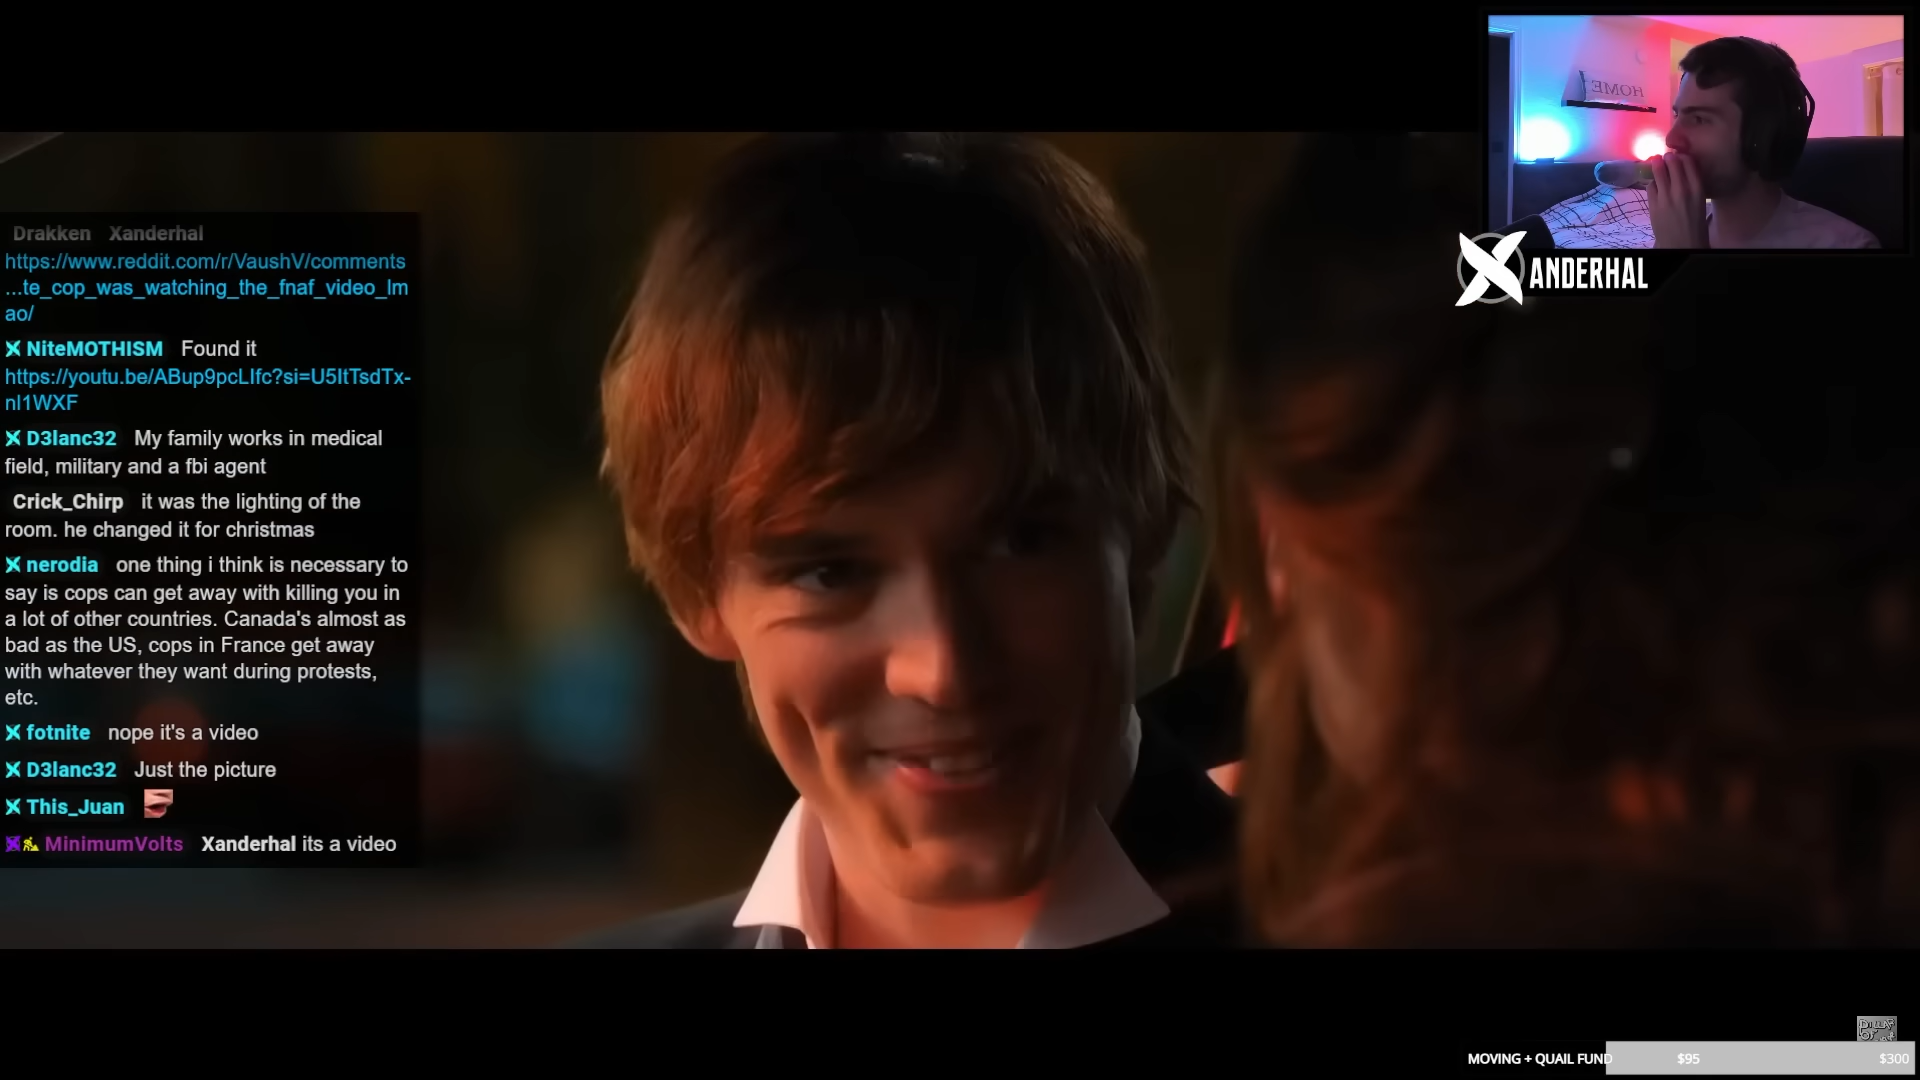 Drakken Xanderhal
https://www.reddit.com/r/VaushV/comments
...te_cop_was_watching_the_fnaf_video_lm
ao/
NiteMOTHISM Found it
https://youtu.be/ABup9pcLIfc?si=U5ItTsdTx-
nl1WXF
D3lanc32 My family works in medical
field, military and a fbi agent
Crick_Chirp it was the lighting of the
room. he changed it for christmas
nerodia one thing i think is necessary to
say is cops can get away with killing you in
a lot of other countries. Canada's almost as
bad as the US, cops in France get away
with whatever they want during protests,
etc.
fotnite nope it's a video
D3lanc32 Just the picture
This_Juan
MinimumVolts Xanderhal its a video
HOME
XANDERHAL
MOVING + QUAIL FUND $95 $300